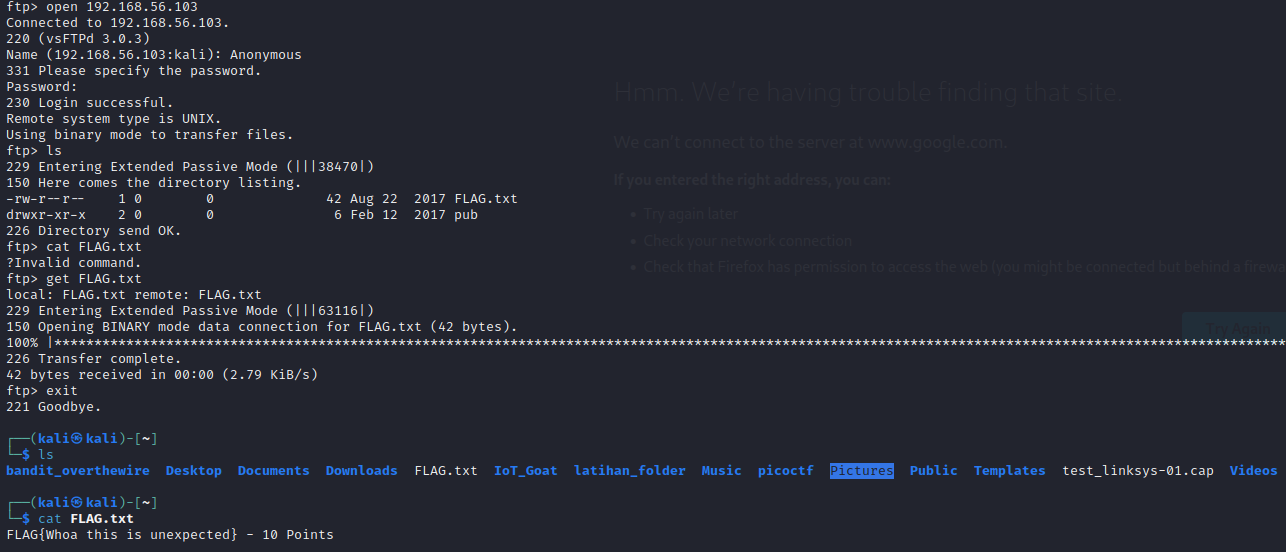 ftp> open 192.168.56.103
Connected to 192.168.56.103.
220 (vsFTPd 3.0.3)
Name (192.168.56.103:kali): Anonymous
331 Please specify the password.
Password:
230 Login successful.
Remote system type is UNIX.
Using binary mode to transfer files.
ftp> ls
229 Entering Extended Passive Mode (|||38470|)
150 Here comes the directory listing.
-rw-r--r--    1 0        0              42 Aug 22  2017 FLAG.txt
drwxr-xr-x    2 0        0               6 Feb 12  2017 pub
226 Directory send OK.
ftp> cat FLAG.txt
?Invalid command.
ftp> get FLAG.txt
local: FLAG.txt remote: FLAG.txt
229 Entering Extended Passive Mode (|||63116|)
150 Opening BINARY mode data connection for FLAG.txt (42 bytes).
100% |**********************************************************************************************************************************************************
226 Transfer complete.
42 bytes received in 00:00 (2.79 KiB/s)
ftp> exit
221 Goodbye.
┌──(kali㉿kali)-[~]
└─$ ls
bandit_overthewire  Desktop  Documents  Downloads  FLAG.txt  IoT_Goat  latihan_folder  Music  picoctf  Pictures  Public  Templates  test_linksys-01.cap  Videos
┌──(kali㉿kali)-[~]
└─$ cat FLAG.txt
FLAG{Whoa this is unexpected} - 10 Points
Hmm. We're having trouble finding that site.
We can't connect to the server at www.google.com.
If you entered the right address, you can:
• Try again later
• Check your network connection
• Check that Firefox has permission to access the web (you might be connected but behind a firewa
Try Again